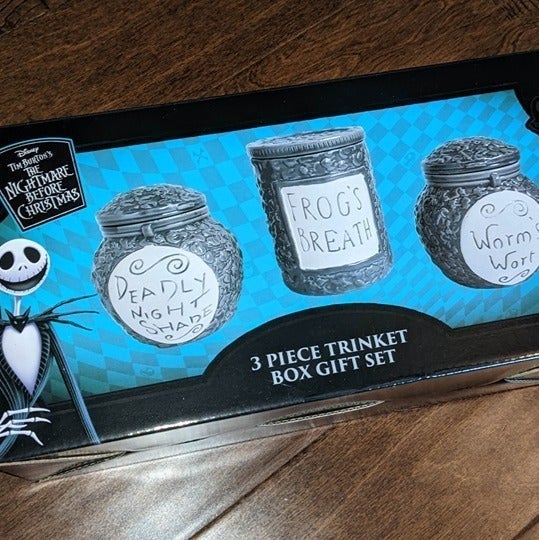 Disney
TIM BURTON'S
THE
NIGHTMARE
BEFORE
CHRISTMAS
DEADLY
NIGHT
SHADE
FROG'S
BREATH
Worm's
Wort
3 PIECE TRINKET
BOX GIFT SET